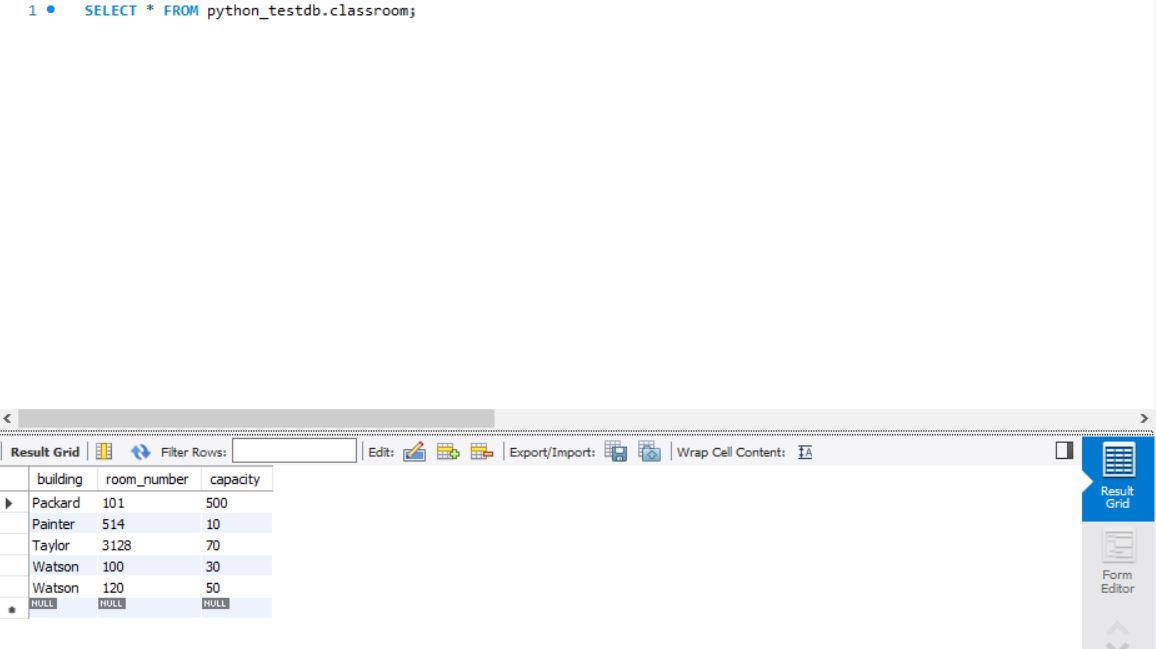 1 SELECT * FROM python_testdb.classroom;
Result Grid Filter Rows: Edit: Export/Import: Wrap Cell Content: IA
building room_number capacity
Packard 101 500
Painter 514 10
Taylor 3128 70
Watson 100 30
Watson 120 50
NULL NULL NULL
Result
Grid
Form
Editor